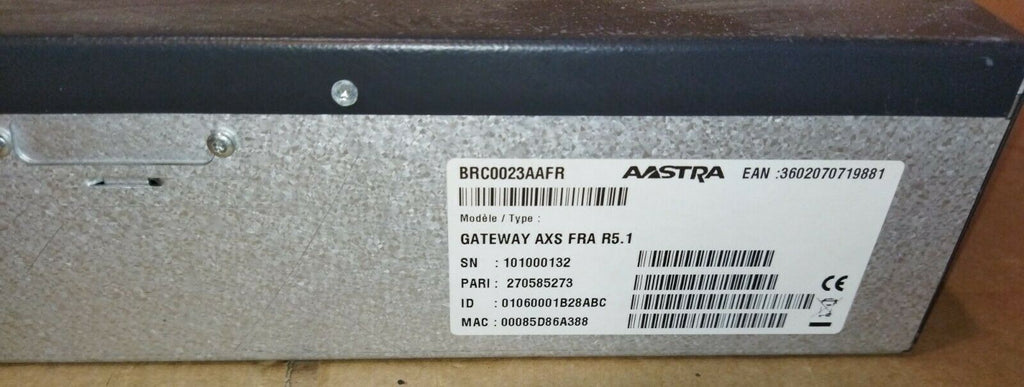 BRC0023AAFR AASTRA EAN :3602070719881
Modèle / Type :
GATEWAY AXS FRA R5.1
SN : 101000132
PARI : 270585273
ID : 01060001B28ABC
MAC : 00085D86A388
CE